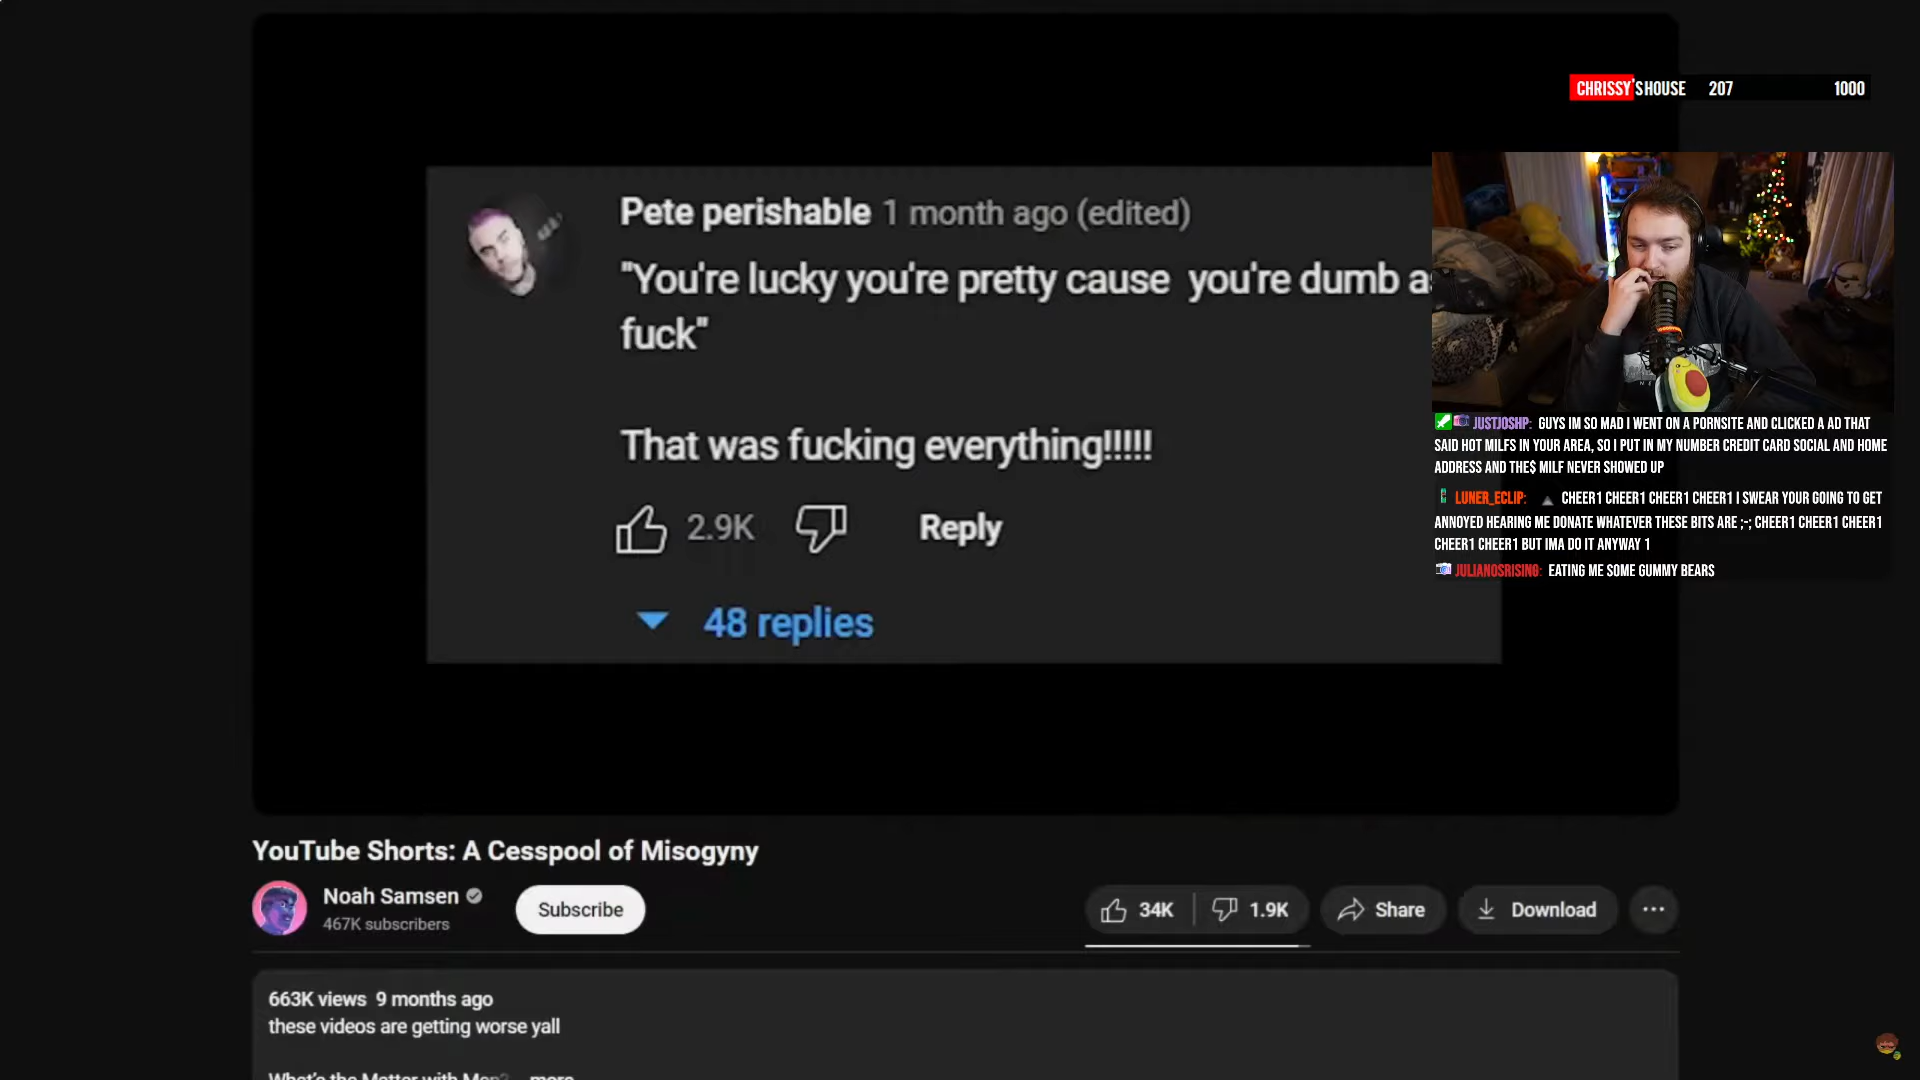 CHRISSY'S HOUSE 207 1000
Pete perishable 1 month ago (edited)
"You're lucky you're pretty cause you're dumb a
fuck"
That was fucking everything!!!!!
2.9K Reply
48 replies
JUSTJOSHP: GUYS IM SO MAD I WENT ON A PORNSITE AND CLICKED A AD THAT
SAID HOT MILFS IN YOUR AREA, SO I PUT IN MY NUMBER CREDIT CARD SOCIAL AND HOME
ADDRESS AND THE$ MILF NEVER SHOWED UP
LUNER_ECLIP: CHEER1 CHEER1 CHEER1 CHEER1 I SWEAR YOUR GOING TO GET
ANNOYED HEARING ME DONATE WHATEVER THESE BITS ARE ;-; CHEER1 CHEER1 CHEER1
CHEER1 CHEER1 BUT IMA DO IT ANYWAY 1
JULIANOSRISING: EATING ME SOME GUMMY BEARS
YouTube Shorts: A Cesspool of Misogyny
Noah Samsen
467K subscribers
Subscribe
34K 1.9K Share Download
663K views 9 months ago
these videos are getting worse yall
What's the Matter with Men? ...more